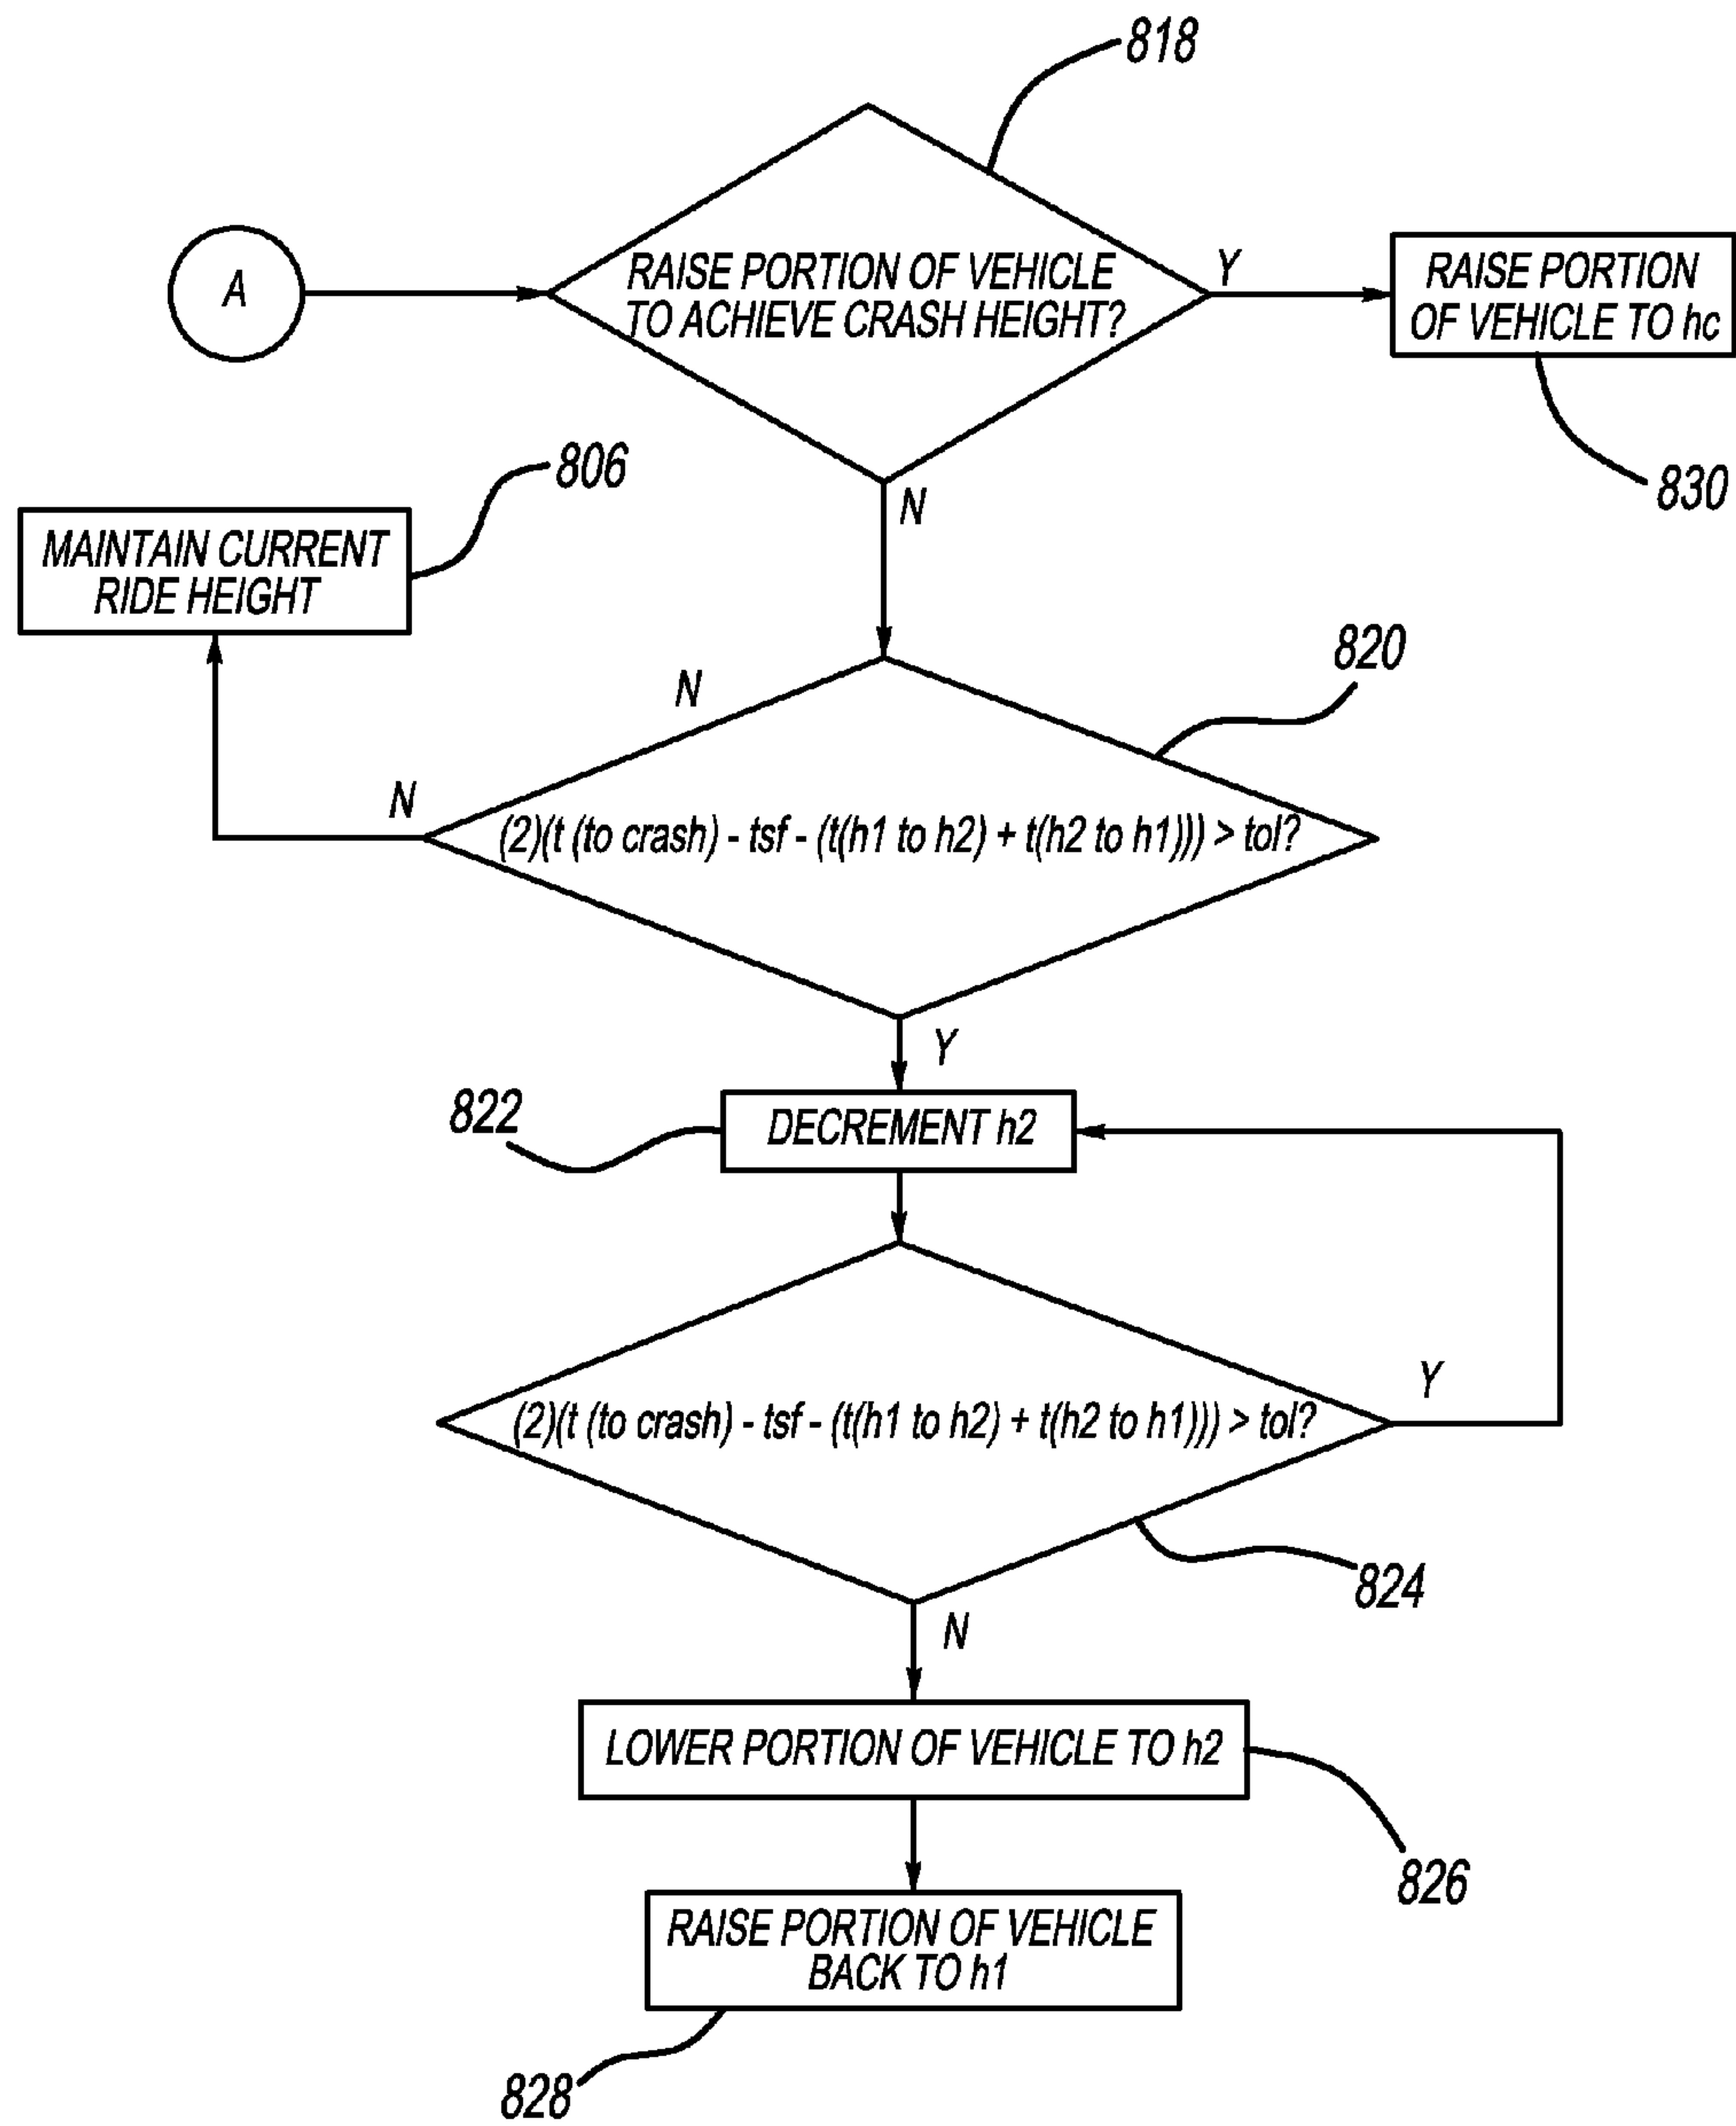 818
A
RAISE PORTION OF VEHICLE
TO ACHIEVE CRASH HEIGHT?
Y
RAISE PORTION
OF VEHICLE TO hc
830
N
806
MAINTAIN CURRENT
RIDE HEIGHT
820
N
N
(2)(t (to crash) - tsf - (t(h1 to h2) + t(h2 to h1))) > tol?
Y
822
DECREMENT h2
Y
(2)(t (to crash) - tsf - (t(h1 to h2) + t(h2 to h1))) > tol?
824
N
LOWER PORTION OF VEHICLE TO h2
826
RAISE PORTION OF VEHICLE
BACK TO h1
828